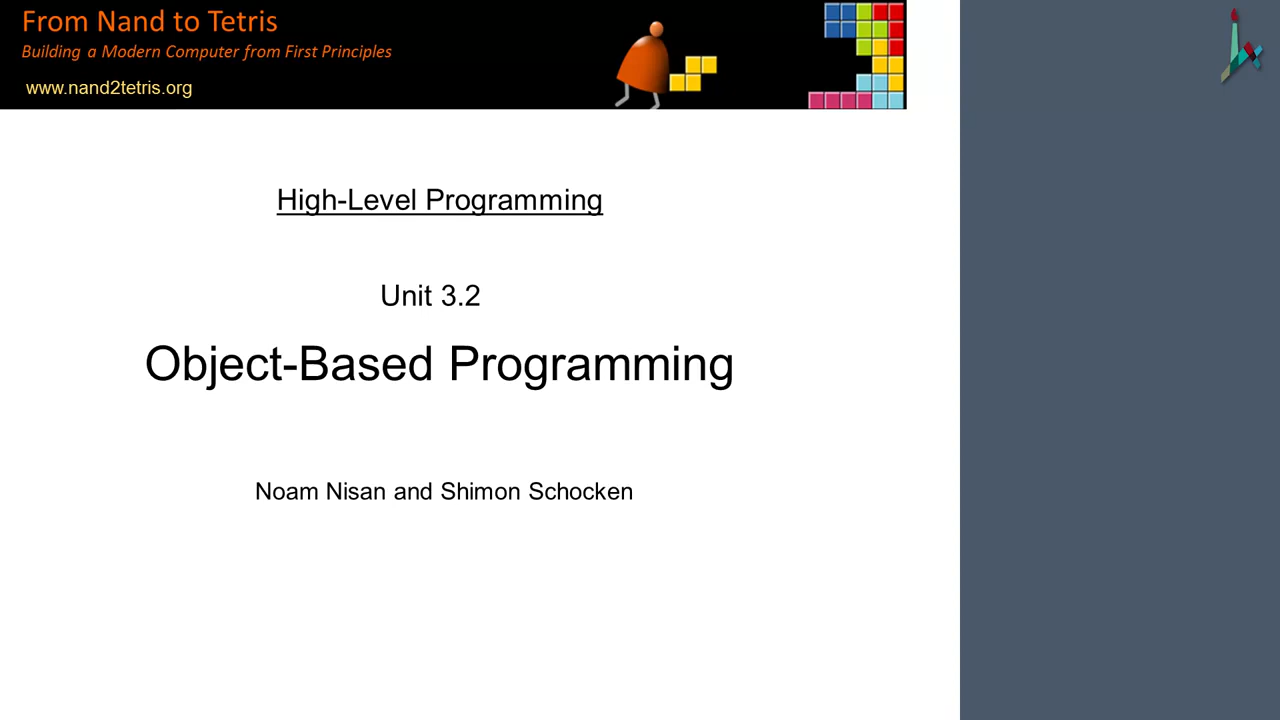 From Nand to Tetris
Building a Modern Computer from First Principles
www.nand2tetris.org
High-Level Programming
Unit 3.2
Object-Based Programming
Noam Nisan and Shimon Schocken